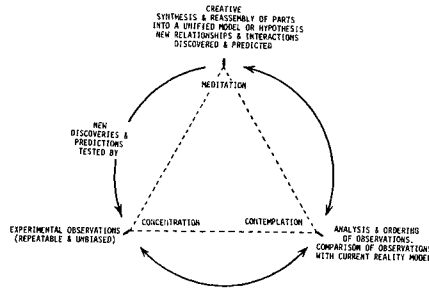 CREATIVE
SYNTHESIS & REASSEMBLY OF PARTS
INTO A UNIFIED MODEL OR HYPOTHESIS
NEW RELATIONSHIPS & INTERACTIONS
DISCOVERED & PREDICTED
MEDITATION
NEW
DISCOVERIES &
PREDICTIONS
TESTED BY
CONCENTRATION
CONTEMPLATION
EXPERIMENTAL OBSERVATIONS
(REPEATABLE & UNBIASED)
ANALYSIS & ORDERING
OF OBSERVATIONS.
COMPARISON OF OBSERVATIONS
WITH CURRENT REALITY MODEL